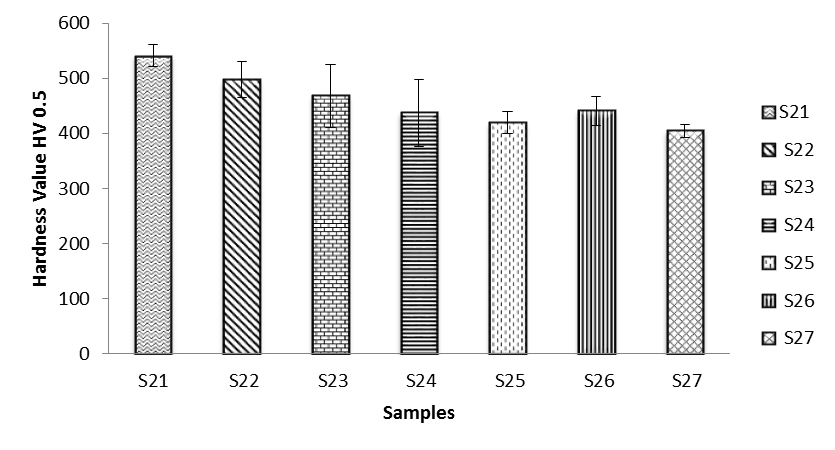 600
500
400
300
200
100
0
Hardness Value HV 0.5
S21 S22 S23 S24 S25 S26 S27
Samples
S21
S22
S23
S24
S25
S26
S27